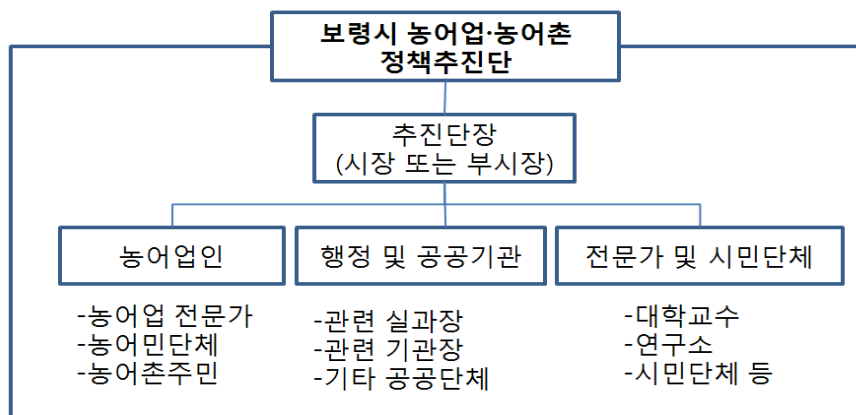 보령시 농어업·농어촌
정책추진단
추진단장
(시장 또는 부시장)
농어업인
행정 및 공공기관
전문가 및 시민단체
-농어업 전문가
-농어민단체
-농어촌주민
-관련 실과장
-관련 기관장
-기타 공공단체
-대학교수
-연구소
-시민단체 등